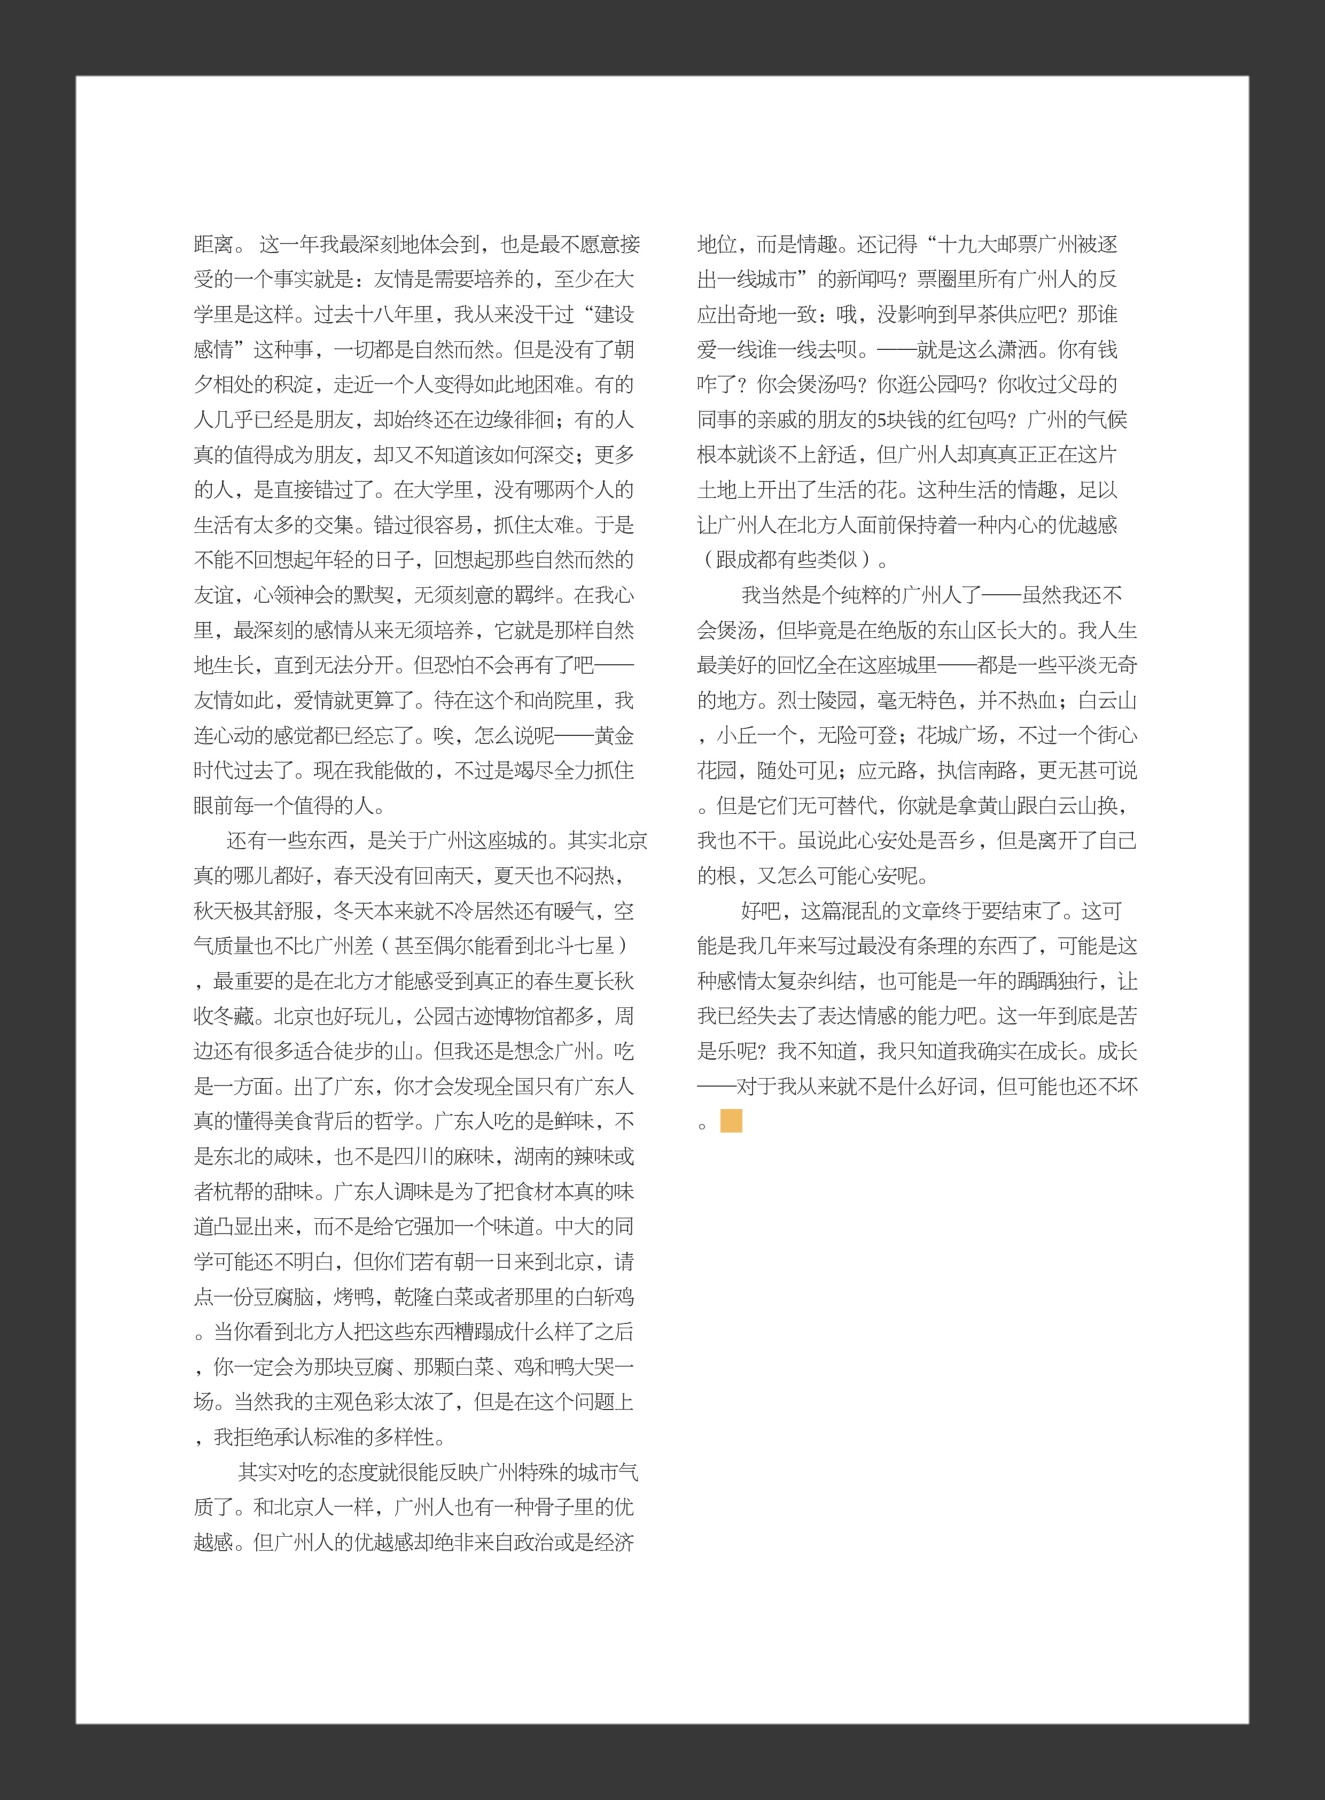 距离。 这一年我最深刻地体会到，也是最不愿意接
受的一个事实就是：友情是需要培养的，至少在大
学里是这样。过去十八年里，我从来没干过“建设
感情”这种事，一切都是自然而然。但是没有了朝
夕相处的积淀，走近一个人变得如此地困难。有的
人几乎已经是朋友，却始终还在边缘徘徊；有的人
真的值得成为朋友，却又不知道该如何深交；更多
的人，是直接错过了。在大学里，没有哪两个人的
生活有太多的交集。错过很容易，抓住太难。于是
不能不回想起年轻的日子，回想起那些自然而然的
友谊，心领神会的默契，无须刻意的羁绊。在我心
里，最深刻的感情从来无须培养，它就是那样自然
地生长，直到无法分开。但恐怕不会再有了吧——
友情如此，爱情就更算了。待在这个和尚院里，我
连心动的感觉都已经忘了。唉，怎么说呢——黄金
时代过去了。现在我能做的，不过是竭尽全力抓住
眼前每一个值得的人。
还有一些东西，是关于广州这座城的。其实北京
真的哪儿都好，春天没有回南天，夏天也不闷热，
秋天极其舒服，冬天本来就不冷居然还有暖气，空
气质量也不比广州差（甚至偶尔能看到北斗七星）
，最重要的是在北方才能感受到真正的春生夏长秋
收冬藏。北京也好玩儿，公园古迹博物馆都多，周
边还有很多适合徒步的山。但我还是想念广州。吃
是一方面。出了广东，你才会发现全国只有广东人
真的懂得美食背后的哲学。广东人吃的是鲜味，不
是东北的咸味，也不是四川的麻味，湖南的辣味或
者杭帮的甜味。广东人调味是为了把食材本真的味
道凸显出来，而不是给它强加一个味道。中大的同
学可能还不明白，但你们若有朝一日来到北京，请
点一份豆腐脑，烤鸭，乾隆白菜或者那里的白斩鸡
。当你看到北方人把这些东西糟蹋成什么样了之后
，你一定会为那块豆腐、那颗白菜、鸡和鸭大哭一
场。当然我的主观色彩太浓了，但是在这个问题上
，我拒绝承认标准的多样性。
其实对吃的态度就很能反映广州特殊的城市气
质了。和北京人一样，广州人也有一种骨子里的优
越感。但广州人的优越感却绝非来自政治或是经济
地位，而是情趣。还记得“十九大邮票广州被逐
出一线城市”的新闻吗？票圈里所有广州人的反
应出奇地一致：哦，没影响到早茶供应吧？那谁
爱一线谁一线去呗。——就是这么潇洒。你有钱
咋了？你会煲汤吗？你逛公园吗？你收过父母的
同事的亲戚的朋友的5块钱的红包吗？广州的气候
根本就谈不上舒适，但广州人却真真正正在这片
土地上开出了生活的花。这种生活的情趣，足以
让广州人在北方人面前保持着一种内心的优越感
（跟成都有些类似）。
我当然是个纯粹的广州人了——虽然我还不
会煲汤，但毕竟是在绝版的东山区长大的。我人生
最美好的回忆全在这座城里——都是一些平淡无奇
的地方。烈士陵园，毫无特色，并不热血；白云山
，小丘一个，无险可登；花城广场，不过一个街心
花园，随处可见；应元路，执信南路，更无甚可说
。但是它们无可替代，你就是拿黄山跟白云山换，
我也不干。虽说此心安处是吾乡，但是离开了自己
的根，又怎么可能心安呢。
好吧，这篇混乱的文章终于要结束了。这可
能是我几年来写过最没有条理的东西了，可能是这
种感情太复杂纠结，也可能是一年的踽踽独行，让
我已经失去了表达情感的能力吧。这一年到底是苦
是乐呢？我不知道，我只知道我确实在成长。成长
——对于我从来就不是什么好词，但可能也还不坏
。